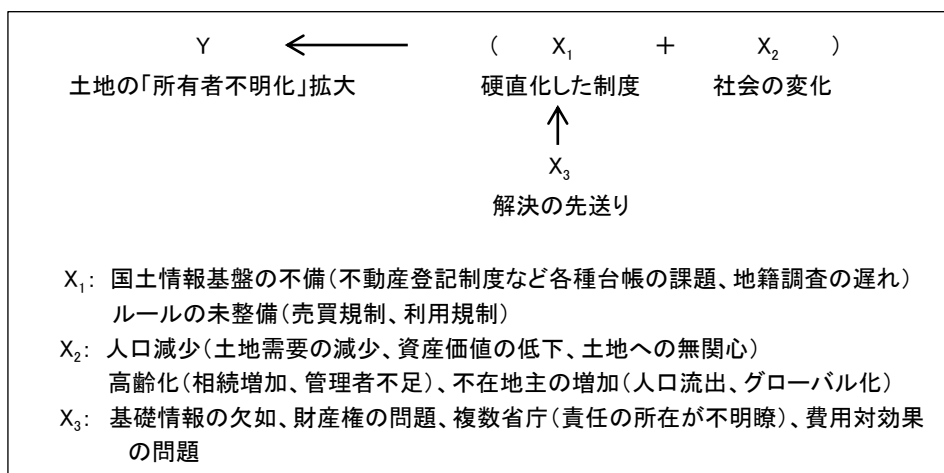 Y ← ( X₁ + X₂ )
土地の「所有者不明化」拡大 硬直化した制度 社会の変化
↑
X₃
解決の先送り
X₁: 国土情報基盤の不備(不動産登記制度など各種台帳の課題、地籍調査の遅れ)
ルールの未整備(売買規制、利用規制)
X₂: 人口減少(土地需要の減少、資産価値の低下、土地への無関心)
高齢化(相続増加、管理者不足)、不在地主の増加(人口流出、グローバル化)
X₃: 基礎情報の欠如、財産権の問題、複数省庁(責任の所在が不明瞭)、費用対効果
の問題